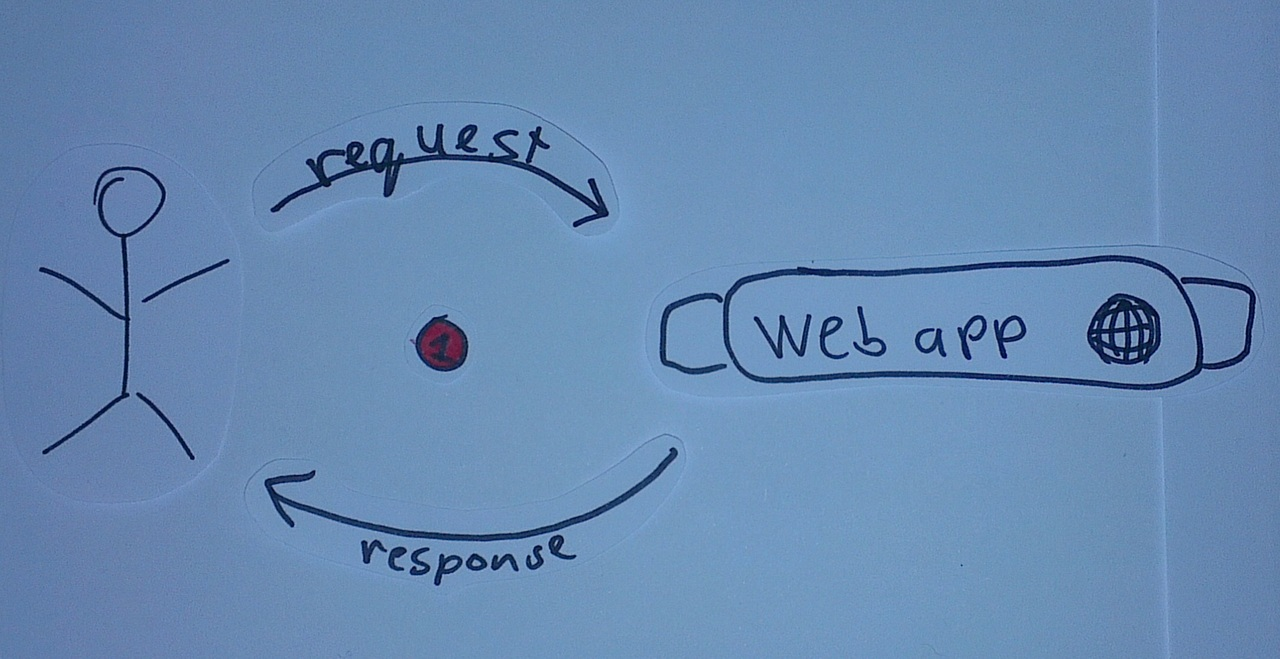 request
1
Web app
response